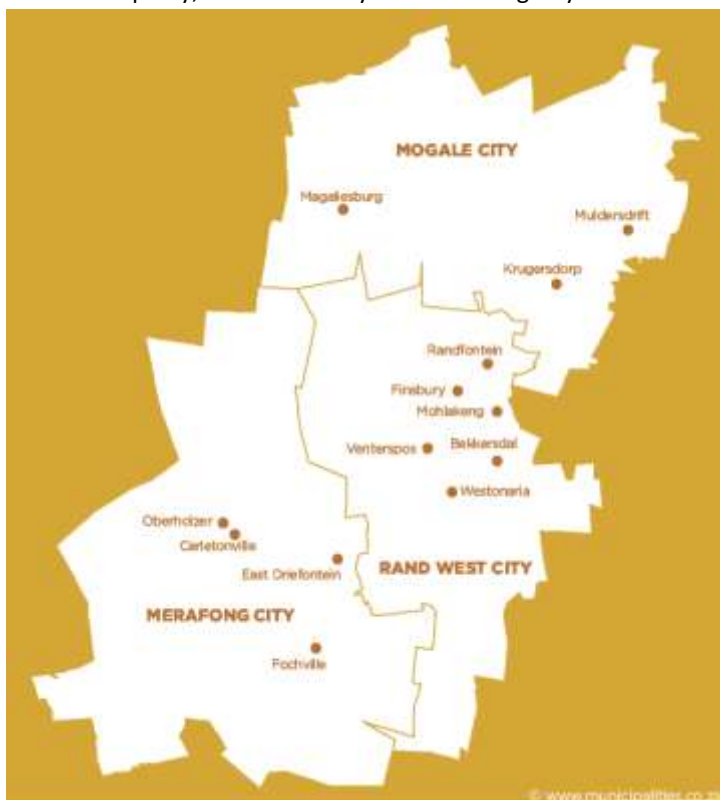 MOGALE CITY
Magaliesburg
Muldersdrift
Krugersdorp
Randfontein
Finsbury
Mohlakeng
Venterspos
Bekkersdal
Westonaria
Oberholzer
Carletonville
East Driefontein
RAND WEST CITY
MERAFONG CITY
Fochville
© www.municipalities.co.za